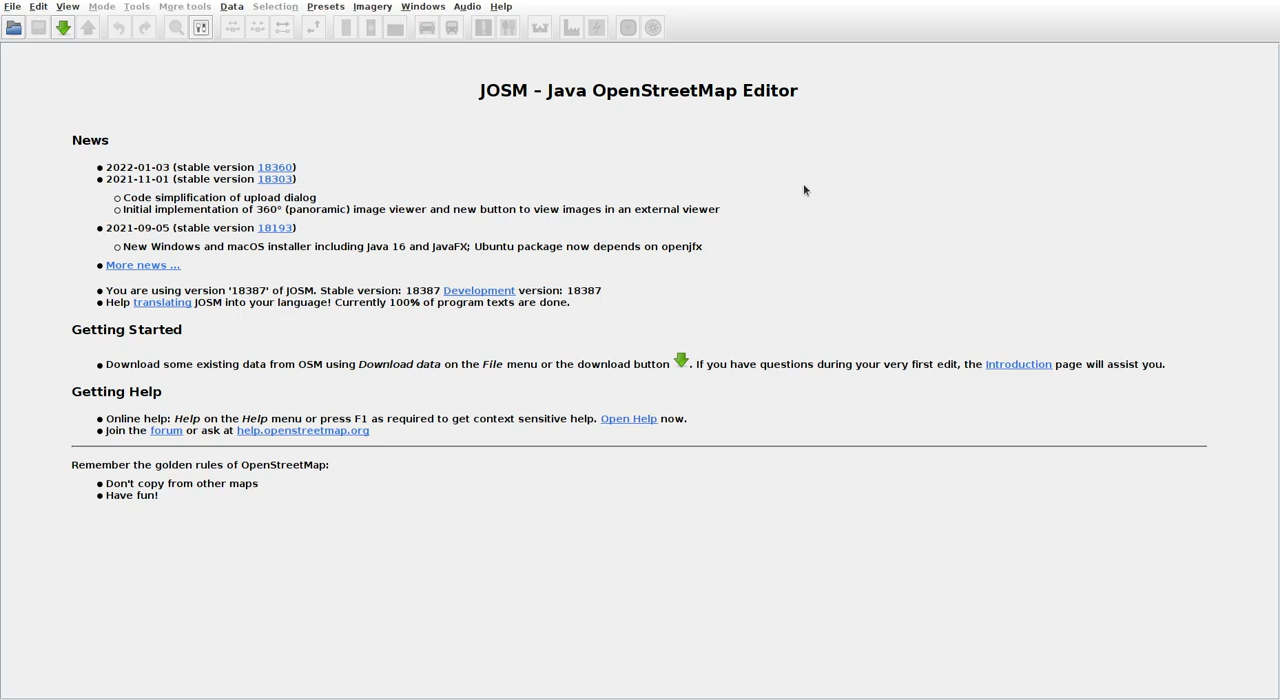 File Edit View Mode Tools More tools Data Selection Presets Imagery Windows Audio Help
JOSM – Java OpenStreetMap Editor
News
● 2022-01-03 (stable version 18360)
● 2021-11-01 (stable version 18303)
○ Code simplification of upload dialog
○ Initial implementation of 360° (panoramic) image viewer and new button to view images in an external viewer
● 2021-09-05 (stable version 18193)
○ New Windows and macOS installer including Java 16 and JavaFX; Ubuntu package now depends on openjfx
● More news ...
● You are using version '18387' of JOSM. Stable version: 18387 Development version: 18387
● Help translating JOSM into your language! Currently 100% of program texts are done.
Getting Started
● Download some existing data from OSM using Download data on the File menu or the download button . If you have questions during your very first edit, the Introduction page will assist you.
Getting Help
● Online help: Help on the Help menu or press F1 as required to get context sensitive help. Open Help now.
● Join the forum or ask at help.openstreetmap.org
Remember the golden rules of OpenStreetMap:
● Don't copy from other maps
● Have fun!